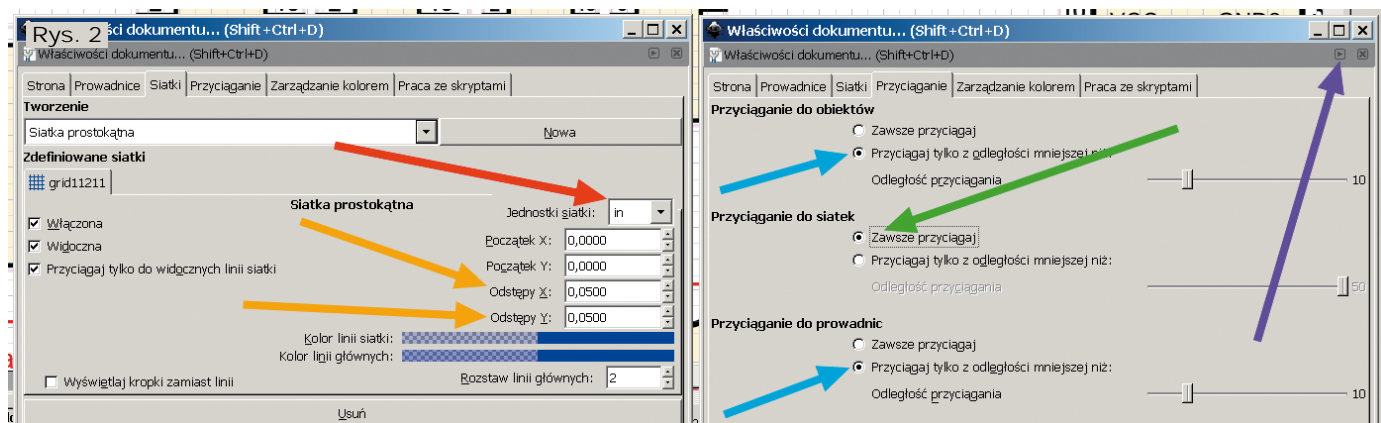 Rys. 2
ści dokumentu... (Shift+Ctrl+D)
Właściwości dokumentu... (Shift+Ctrl+D)
Strona Prowadnice Siatki Przyciąganie Zarządzanie kolorem Praca ze skryptami
Tworzenie
Siatka prostokątna Nowa
Zdefiniowane siatki
grid11211
Siatka prostokątna
Jednostki siatki: in
Włączona
Początek X: 0,0000
Widoczna
Początek Y: 0,0000
Przyciągaj tylko do widocznych linii siatki
Odstępy X: 0,0500
Odstępy Y: 0,0500
Kolor linii siatki:
Kolor linii głównych:
Wyświetlaj kropki zamiast linii
Rozstaw linii głównych: 2
Usuń
Właściwości dokumentu... (Shift+Ctrl+D)
Właściwości dokumentu... (Shift+Ctrl+D)
Strona Prowadnice Siatki Przyciąganie Zarządzanie kolorem Praca ze skryptami
Przyciąganie do obiektów
Zawsze przyciągaj
Przyciągaj tylko z odległości mniejszej niż:
Odległość przyciągania 10
Przyciąganie do siatek
Zawsze przyciągaj
Przyciągaj tylko z odległości mniejszej niż:
Odległość przyciągania 50
Przyciąganie do prowadnic
Zawsze przyciągaj
Przyciągaj tylko z odległości mniejszej niż:
Odległość przyciągania 10